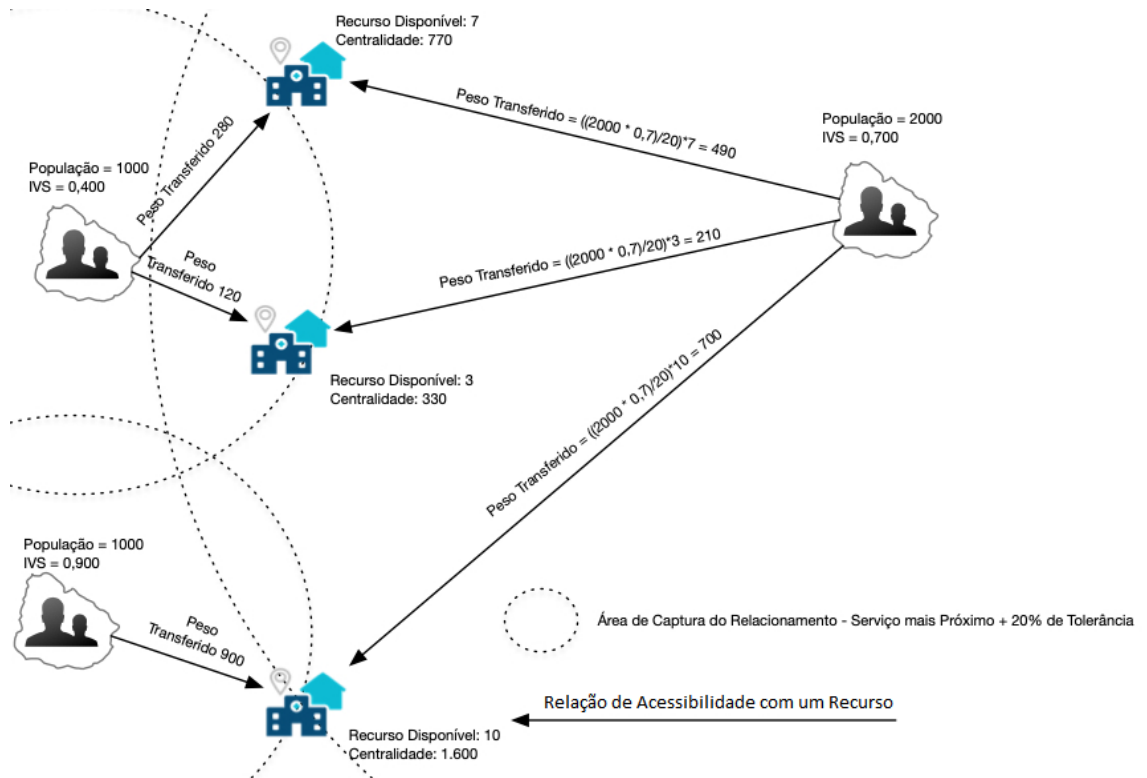 Recurso Disponível: 7
Centralidade: 770
População = 2000
IVS = 0,700
Peso Transferido = ((2000 * 0,7)/20)*7 = 490
População = 1000
IVS = 0,400
Peso Transferido 280
Peso
Transferido 120
Peso Transferido = ((2000 * 0,7)/20)*3 = 210
Recurso Disponível: 3
Centralidade: 330
Peso Transferido = ((2000 * 0,7)/20)*10 = 700
População = 1000
IVS = 0,900
Peso
Transferido 900
Área de Captura do Relacionamento - Serviço mais Próximo + 20% de Tolerância
Relação de Acessibilidade com um Recurso
Recurso Disponível: 10
Centralidade: 1.600